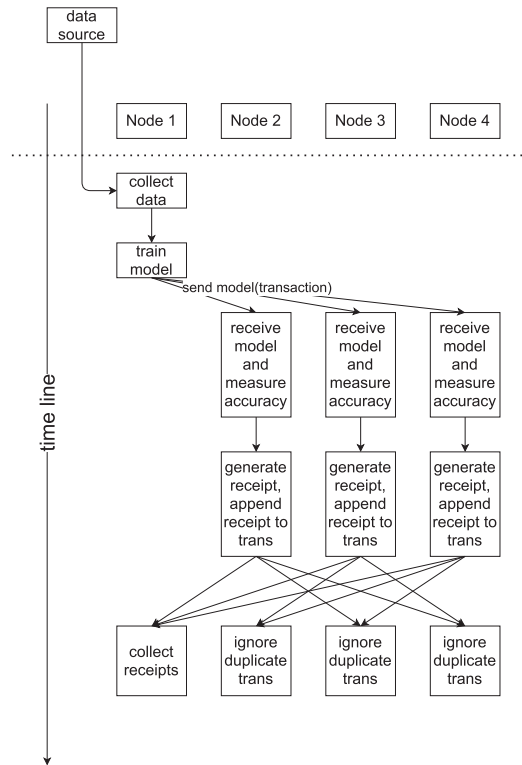 data
source
Node 1
Node 2
Node 3
Node 4
collect
data
train
model
send model(transaction)
receive
model
and
measure
accuracy
receive
model
and
measure
accuracy
receive
model
and
measure
accuracy
time line
generate
receipt,
append
receipt to
trans
generate
receipt,
append
receipt to
trans
generate
receipt,
append
receipt to
trans
collect
receipts
ignore
duplicate
trans
ignore
duplicate
trans
ignore
duplicate
trans